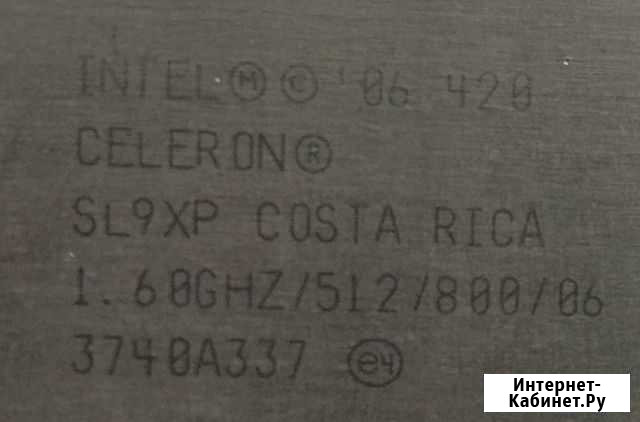 INTEL Ⓜ © '06 420
CELERON®
SL9XP COSTA RICA
1.60GHZ/512/800/06
3740A337 e4
Интернет-
Кабинет.Ру